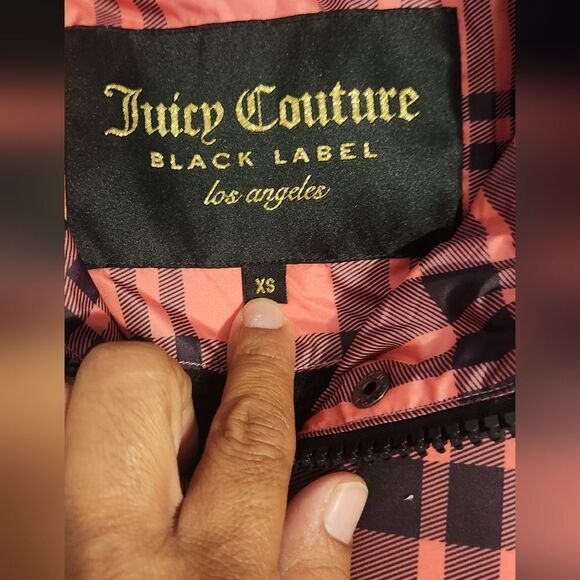 Juicy Couture
BLACK LABEL
los angeles
XS